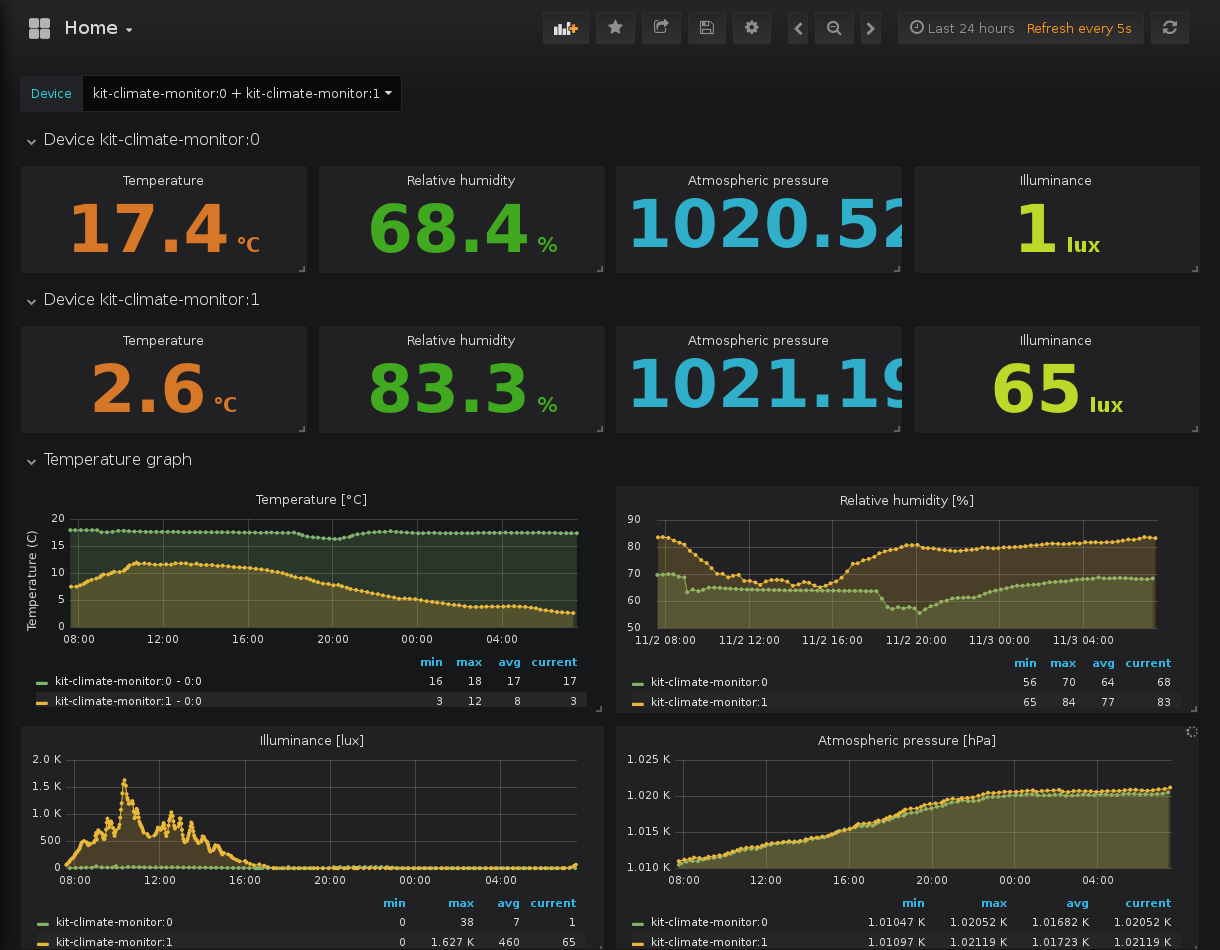 Home
Last 24 hours Refresh every 5s
Device kit-climate-monitor:0 + kit-climate-monitor:1
Device kit-climate-monitor:0
Temperature Relative humidity Atmospheric pressure Illuminance
17.4 °C 68.4 % 1020.52 1 lux
Device kit-climate-monitor:1
Temperature Relative humidity Atmospheric pressure Illuminance
2.6 °C 83.3 % 1021.19 65 lux
Temperature graph
Temperature [°C]
Temperature (C)
20
15
10
5
0
08:00 12:00 16:00 20:00 00:00 04:00
min max avg current
kit-climate-monitor:0 - 0:0 16 18 17 17
kit-climate-monitor:1 - 0:0 3 12 8 3
Relative humidity [%]
90
80
70
60
50
11/2 08:00 11/2 12:00 11/2 16:00 11/2 20:00 11/3 00:00 11/3 04:00
min max avg current
kit-climate-monitor:0 56 70 64 68
kit-climate-monitor:1 65 84 77 83
Illuminance [lux]
2.0 K
1.5 K
1.0 K
500
0
08:00 12:00 16:00 20:00 00:00 04:00
min max avg current
kit-climate-monitor:0 0 38 7 1
kit-climate-monitor:1 0 1.627 K 460 65
Atmospheric pressure [hPa]
1.025 K
1.020 K
1.015 K
1.010 K
08:00 12:00 16:00 20:00 00:00 04:00
min max avg current
kit-climate-monitor:0 1.01047 K 1.02052 K 1.01682 K 1.02052 K
kit-climate-monitor:1 1.01097 K 1.02119 K 1.01723 K 1.02119 K